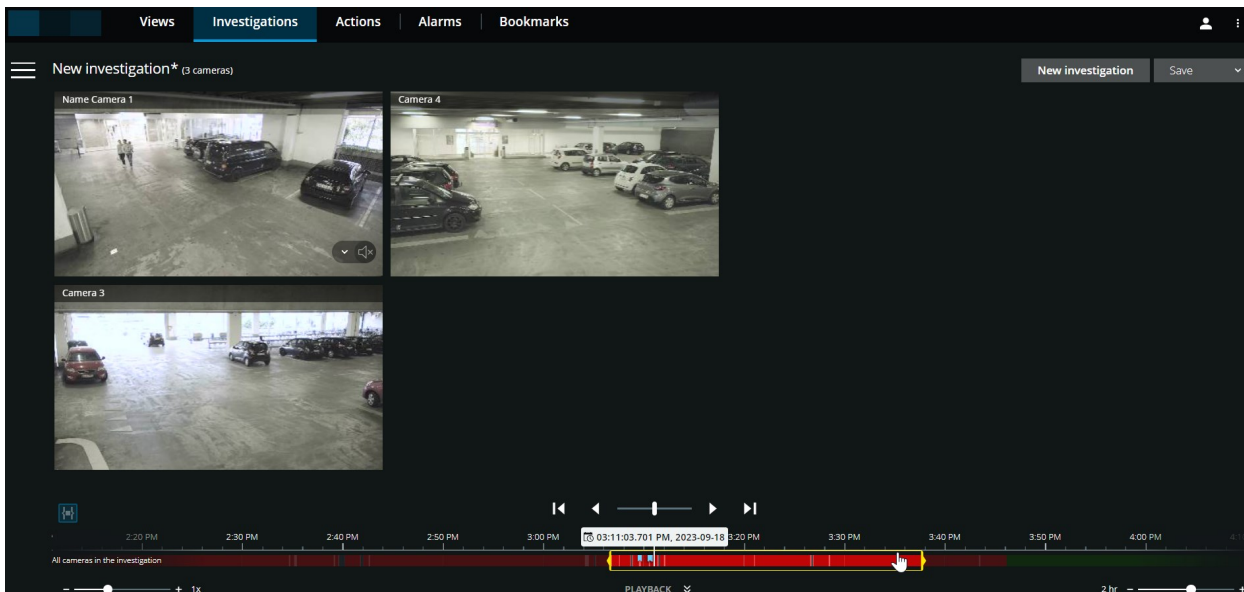 Views Investigations Actions Alarms Bookmarks
New investigation* (3 cameras)
New investigation Save
Name Camera 1
Camera 4
Camera 3
2:20 PM 2:30 PM 2:40 PM 2:50 PM 3:00 PM 03:11:03.701 PM, 2023-09-18 3:20 PM 3:30 PM 3:40 PM 3:50 PM 4:00 PM
All cameras in the investigation
- + 1x PLAYBACK 2 hr - +